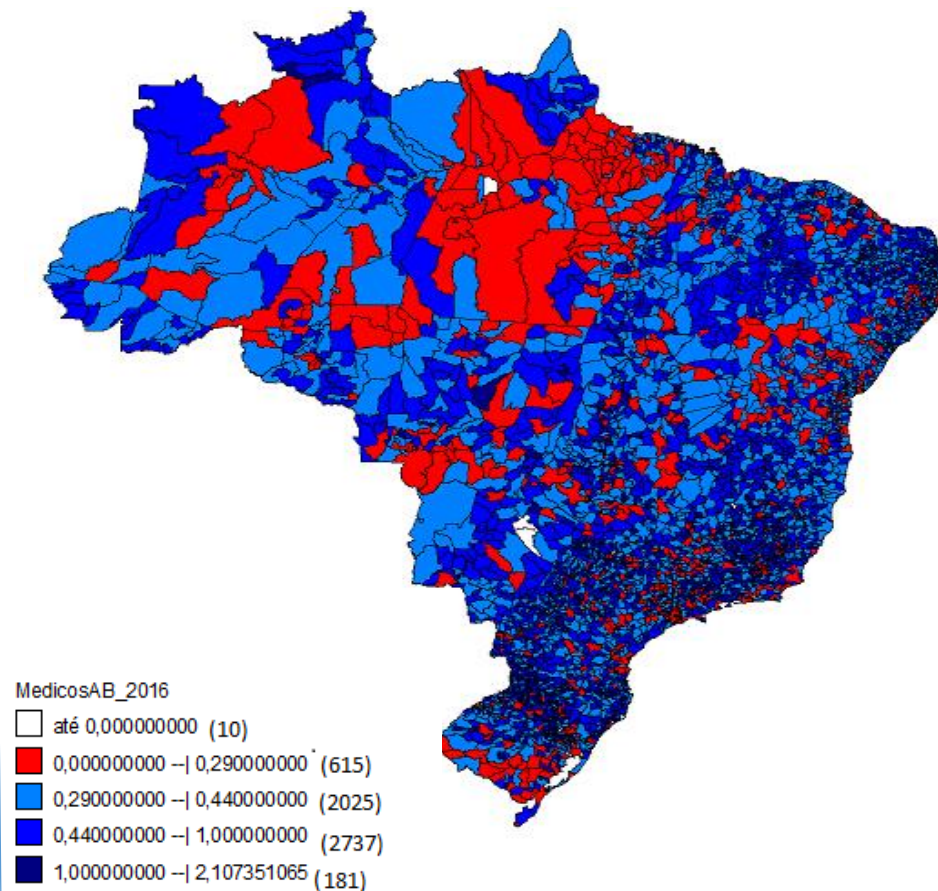 MedicosAB_2016
até 0,000000000 (10)
0,000000000 --| 0,290000000 (615)
0,290000000 --| 0,440000000 (2025)
0,440000000 --| 1,000000000 (2737)
1,000000000 --| 2,107351065 (181)